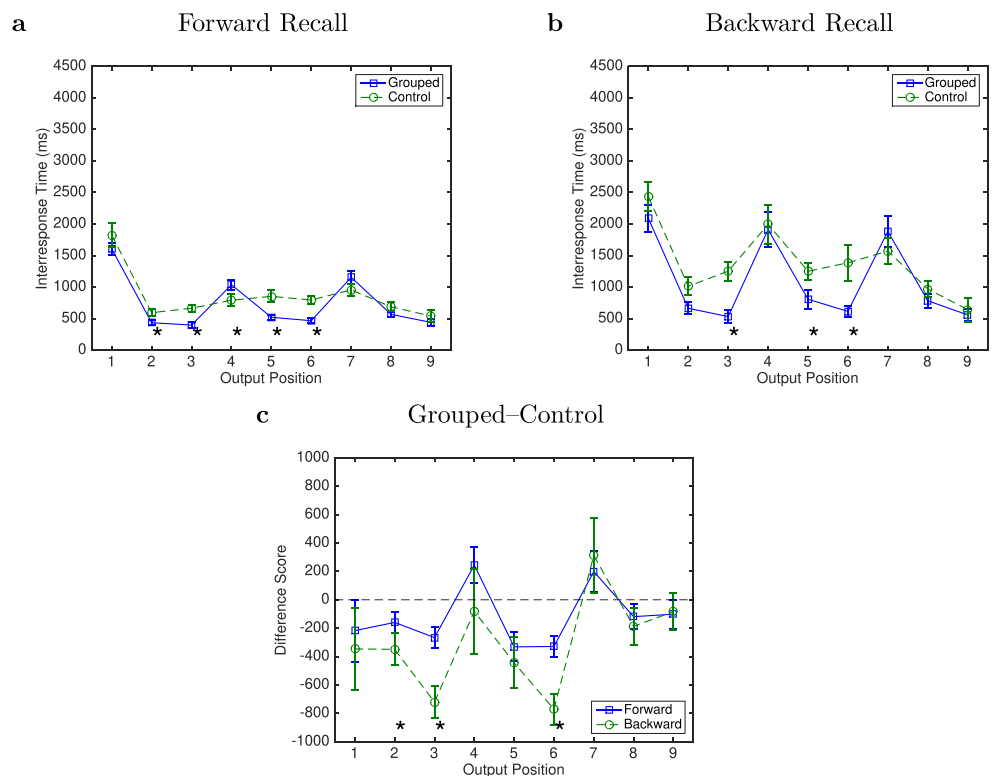 a Forward Recall
4500
4000
3500
3000
2500
2000
1500
1000
500
0
Interresponse Time (ms)
Grouped
Control
* * * * *
1 2 3 4 5 6 7 8 9
Output Position
b Backward Recall
4500
4000
3500
3000
2500
2000
1500
1000
500
0
Interresponse Time (ms)
Grouped
Control
* * *
1 2 3 4 5 6 7 8 9
Output Position
c Grouped–Control
1000
800
600
400
200
0
-200
-400
-600
-800
-1000
Difference Score
Forward
Backward
* * *
1 2 3 4 5 6 7 8 9
Output Position